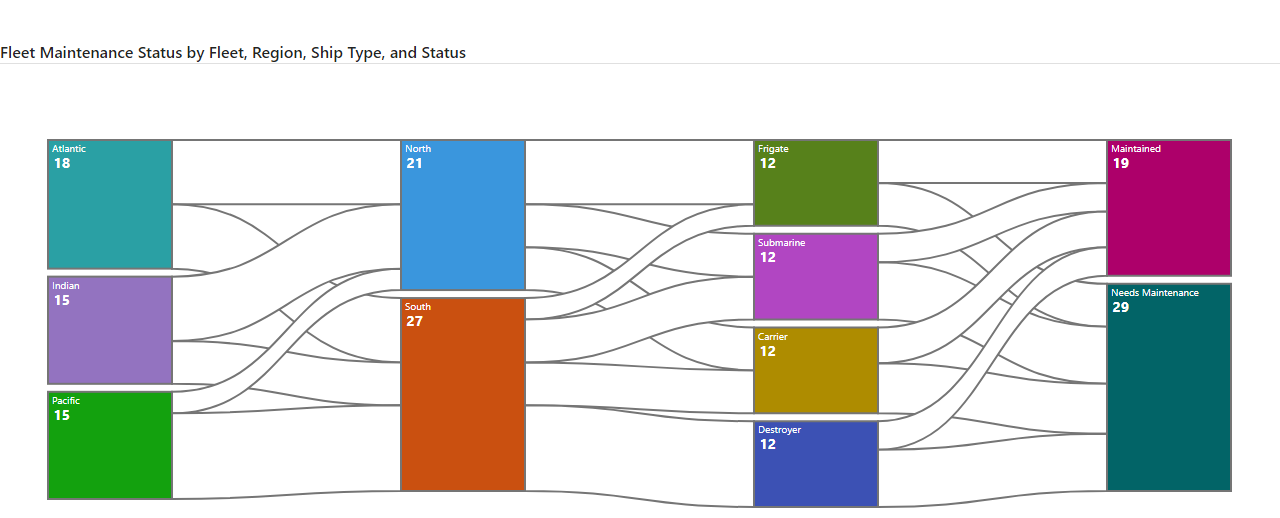 Fleet Maintenance Status by Fleet, Region, Ship Type, and Status
Atlantic
18
Indian
15
Pacific
15
North
21
South
27
Frigate
12
Submarine
12
Carrier
12
Destroyer
12
Maintained
19
Needs Maintenance
29